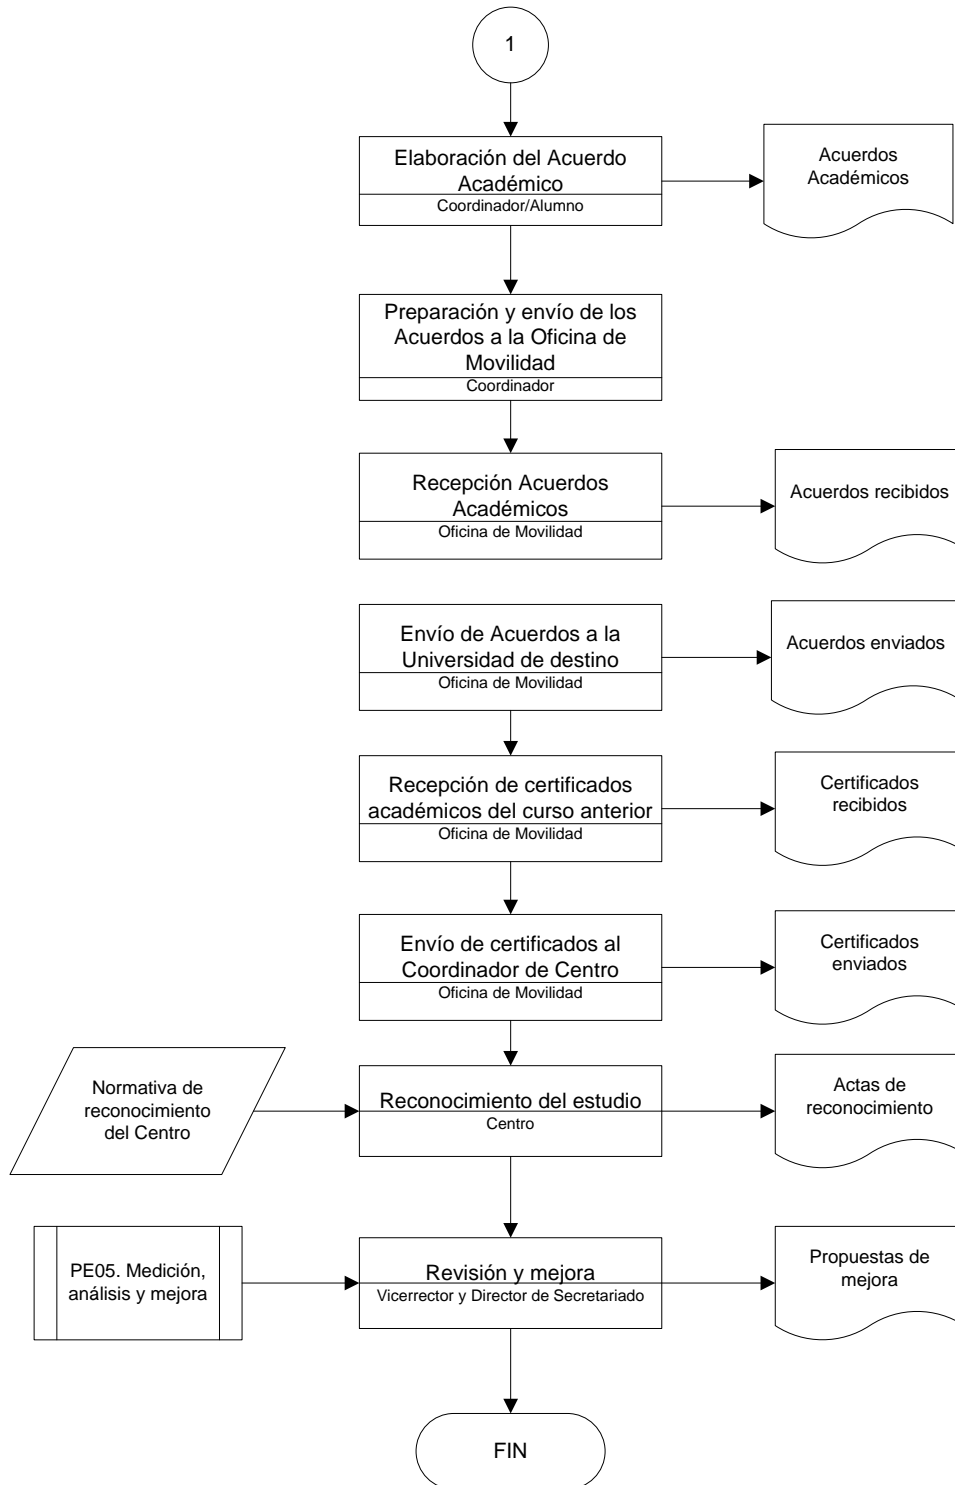 1
Elaboración del Acuerdo
Académico
Coordinador/Alumno
Acuerdos
Académicos
Preparación y envío de los
Acuerdos a la Oficina de
Movilidad
Coordinador
Recepción Acuerdos
Académicos
Oficina de Movilidad
Acuerdos recibidos
Envío de Acuerdos a la
Universidad de destino
Oficina de Movilidad
Acuerdos enviados
Recepción de certificados
académicos del curso anterior
Oficina de Movilidad
Certificados
recibidos
Envío de certificados al
Coordinador de Centro
Oficina de Movilidad
Certificados
enviados
Normativa de
reconocimiento
del Centro
Reconocimiento del estudio
Centro
Actas de
reconocimiento
PE05. Medición,
análisis y mejora
Revisión y mejora
Vicerrector y Director de Secretariado
Propuestas de
mejora
FIN